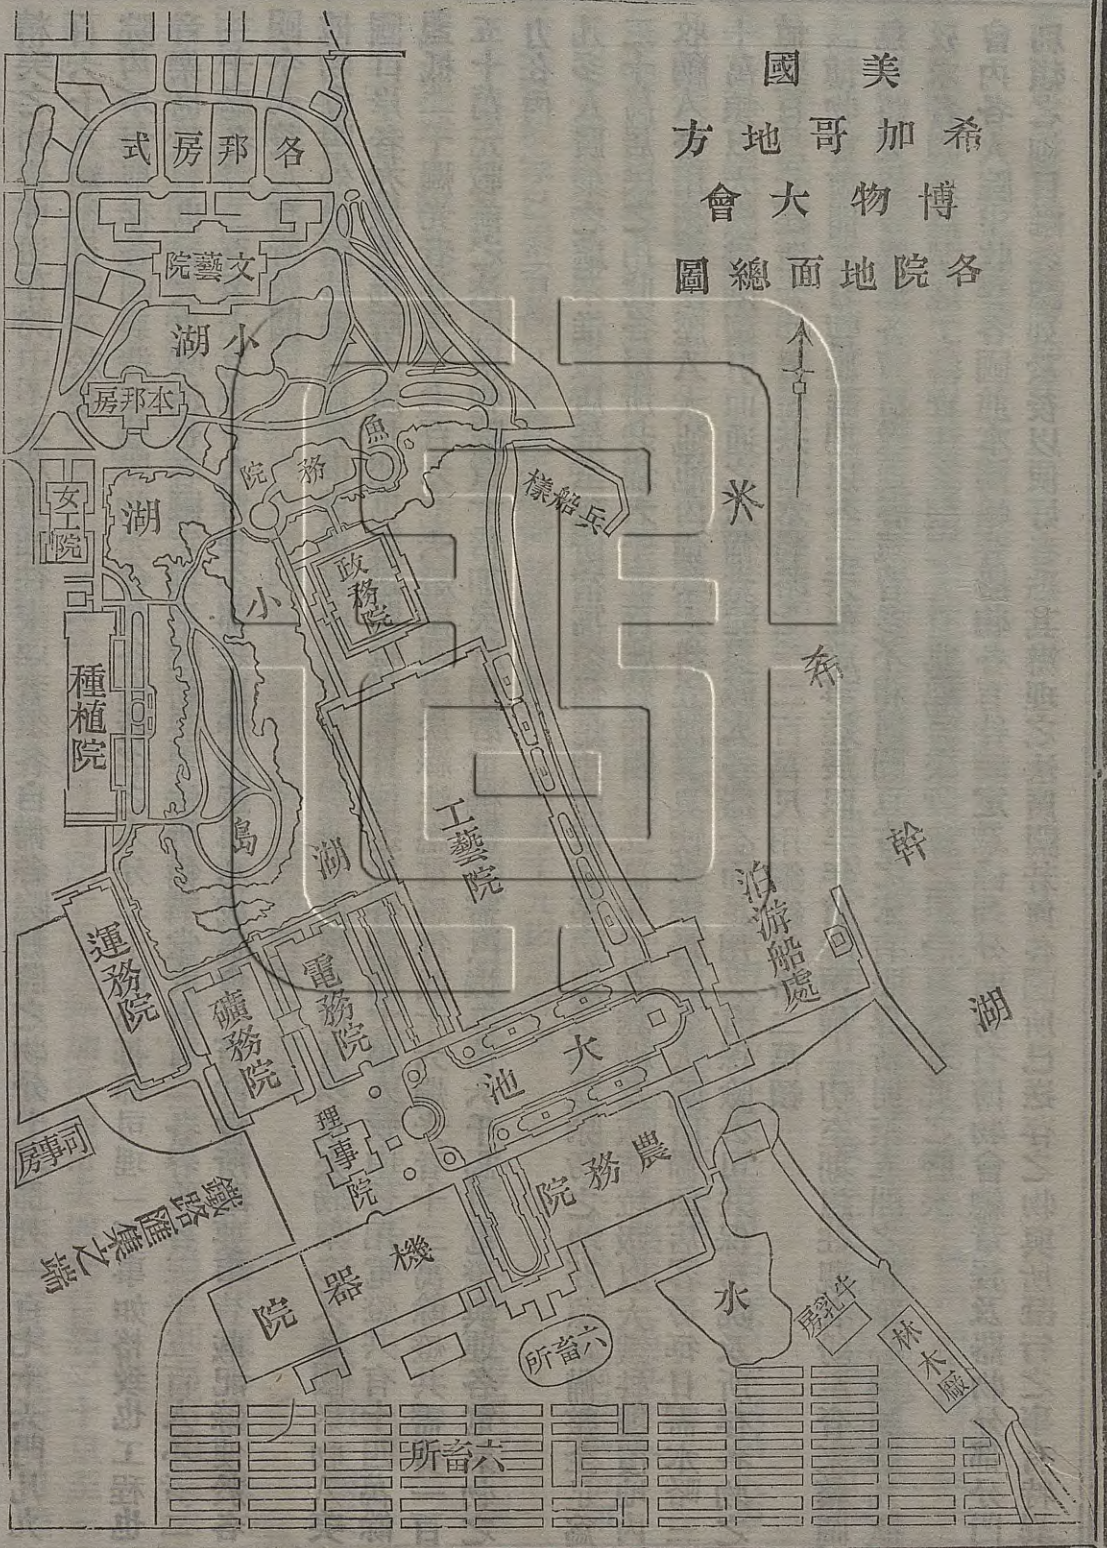 美國
希加哥地方
博物大會
各院地面總圖
各邦房式
文藝院
小湖
本邦房
魚務院
女工院
湖
兵船樣
米希幹湖
政務院
小湖
種植院
島
工藝院
泊游船處
運務院
礦務院
電務院
大池
理事院
司事房
鐵路匯集之端
農務院
機器院
水
牛乳房
林木廠
六畜所
六畜所